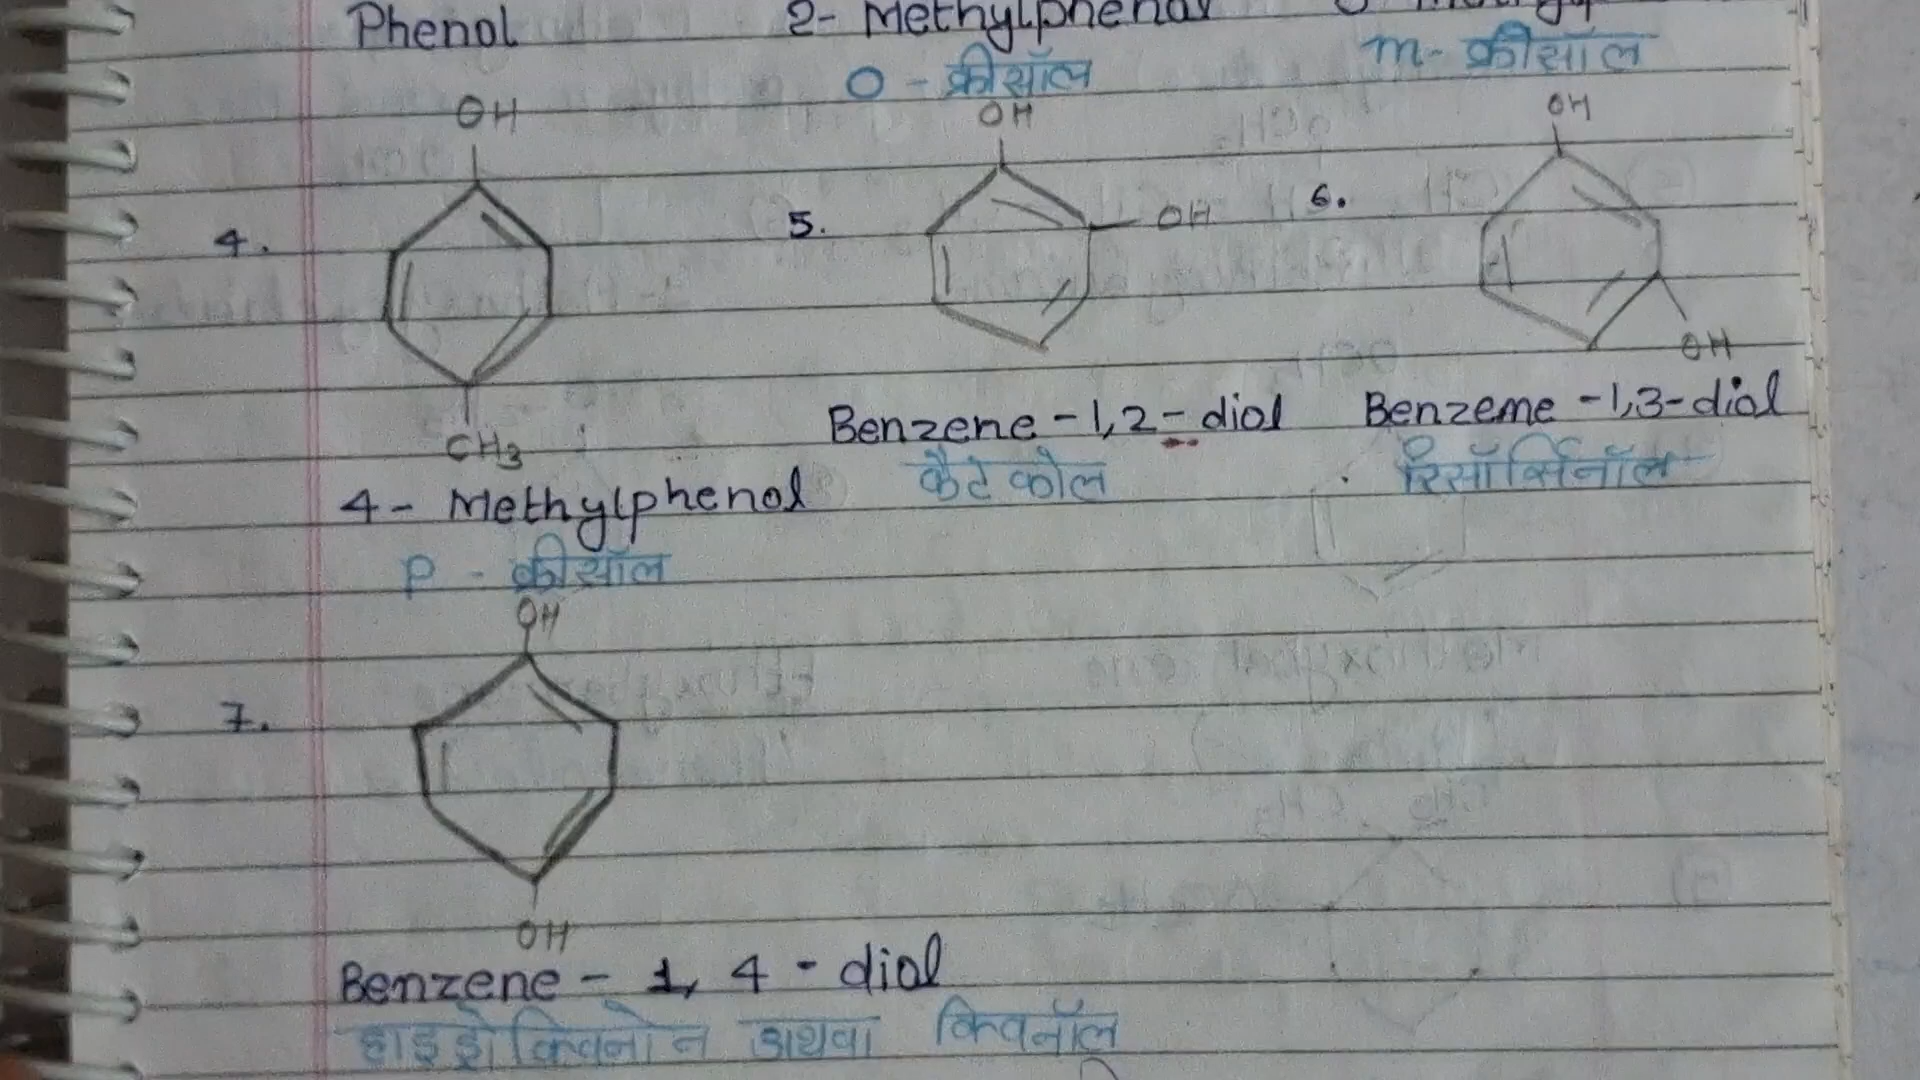 Phenol 2- Methylphenol
O - क्रीसॉल m- क्रीसॉल
OH OH OH
4. 5. OH 6.
OH
CH3
Benzene -1,2- diol Benzeme -1,3-diol
कैटेकोल रिसॉर्सिनॉल
4- Methylphenol
P - क्रीसॉल
OH
7.
OH
Benzene - 1, 4 - diol
हाइड्रोक्विनोन अथवा क्विनॉल